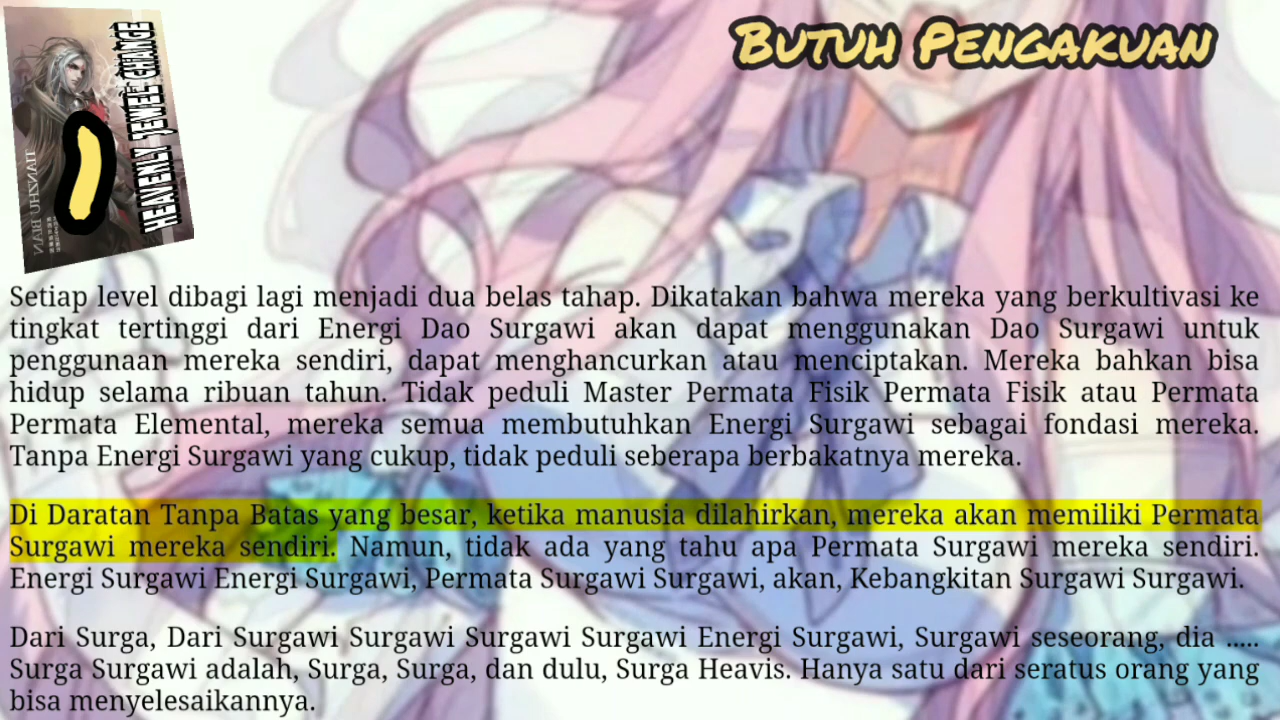 BUTUH PENGAKUAN
HEAVENLY JEWEL CHANGE
TIANZHU BIAN
Setiap level dibagi lagi menjadi dua belas tahap. Dikatakan bahwa mereka yang berkultivasi ke
tingkat tertinggi dari Energi Dao Surgawi akan dapat menggunakan Dao Surgawi untuk
penggunaan mereka sendiri, dapat menghancurkan atau menciptakan. Mereka bahkan bisa
hidup selama ribuan tahun. Tidak peduli Master Permata Fisik Permata Fisik atau Permata
Permata Elemental, mereka semua membutuhkan Energi Surgawi sebagai fondasi mereka.
Tanpa Energi Surgawi yang cukup, tidak peduli seberapa berbakatnya mereka.
Di Daratan Tanpa Batas yang besar, ketika manusia dilahirkan, mereka akan memiliki Permata
Surgawi mereka sendiri. Namun, tidak ada yang tahu apa Permata Surgawi mereka sendiri.
Energi Surgawi Energi Surgawi, Permata Surgawi Surgawi, akan, Kebangkitan Surgawi Surgawi.
Dari Surga, Dari Surgawi Surgawi Surgawi Surgawi Energi Surgawi, Surgawi seseorang, dia .....
Surga Surgawi adalah, Surga, Surga, dan dulu, Surga Heavis. Hanya satu dari seratus orang yang
bisa menyelesaikannya.